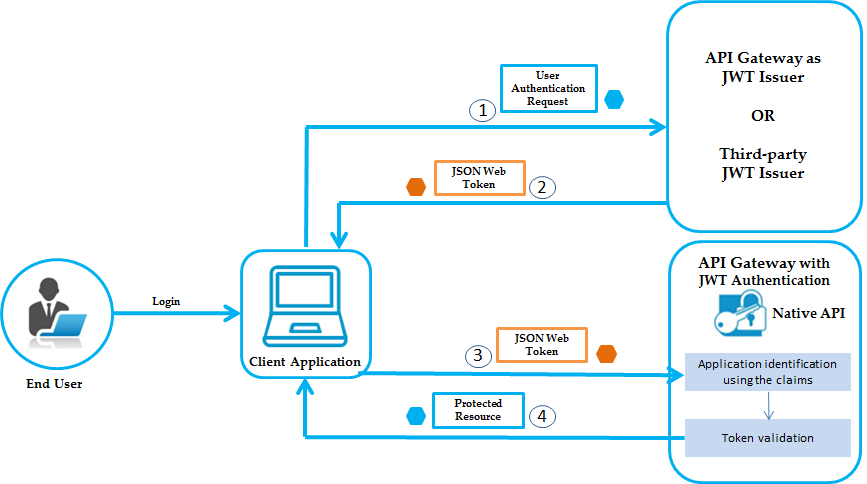 API Gateway as
JWT Issuer
OR
Third-party
JWT Issuer
User
Authentication
Request
1
JSON Web
Token
2
API Gateway with
JWT Authentication
Native API
Login
End User
Client Application
3
JSON Web
Token
Application identification
using the claims
Protected
Resource
4
Token validation